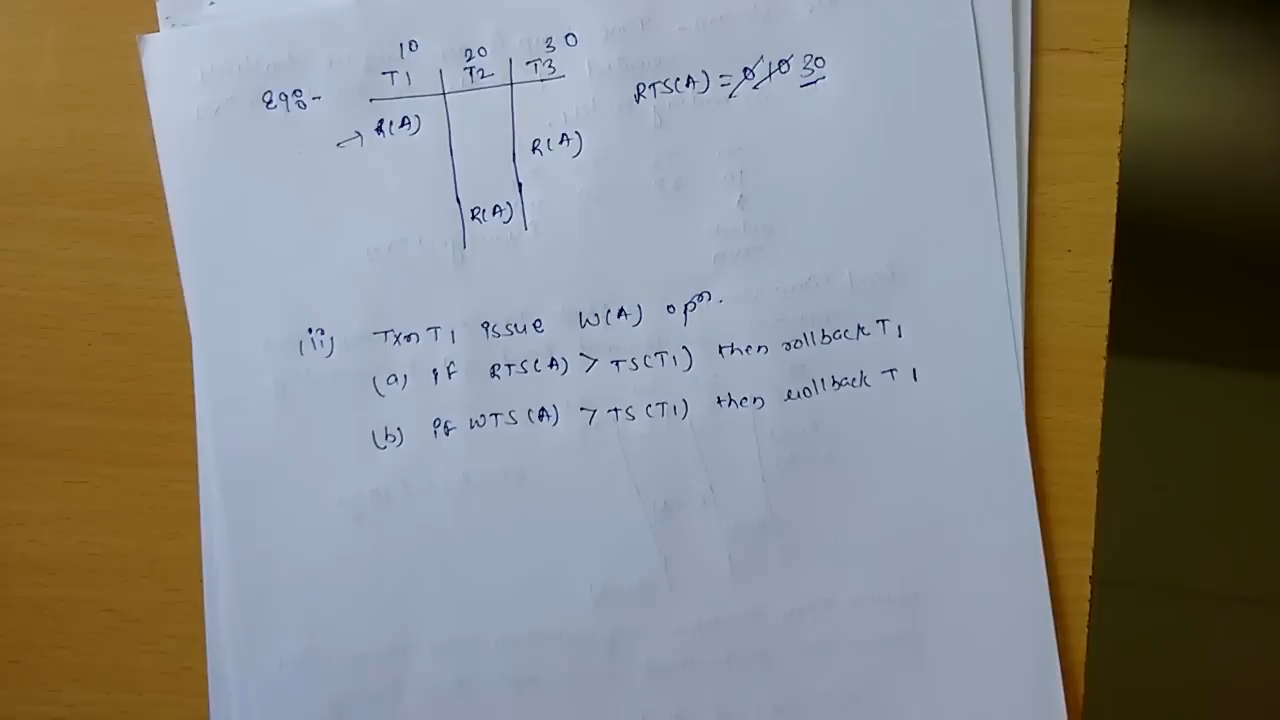 10 20 30
Eg:- T1 T2 T3 RTS(A) = 0 10 30
→ R(A)
R(A)
R(A)
(ii) Txn T1 issue W(A) opn.
(a) if RTS(A) > TS(T1) then rollback T1
(b) if WTS(A) > TS(T1) then rollback T1